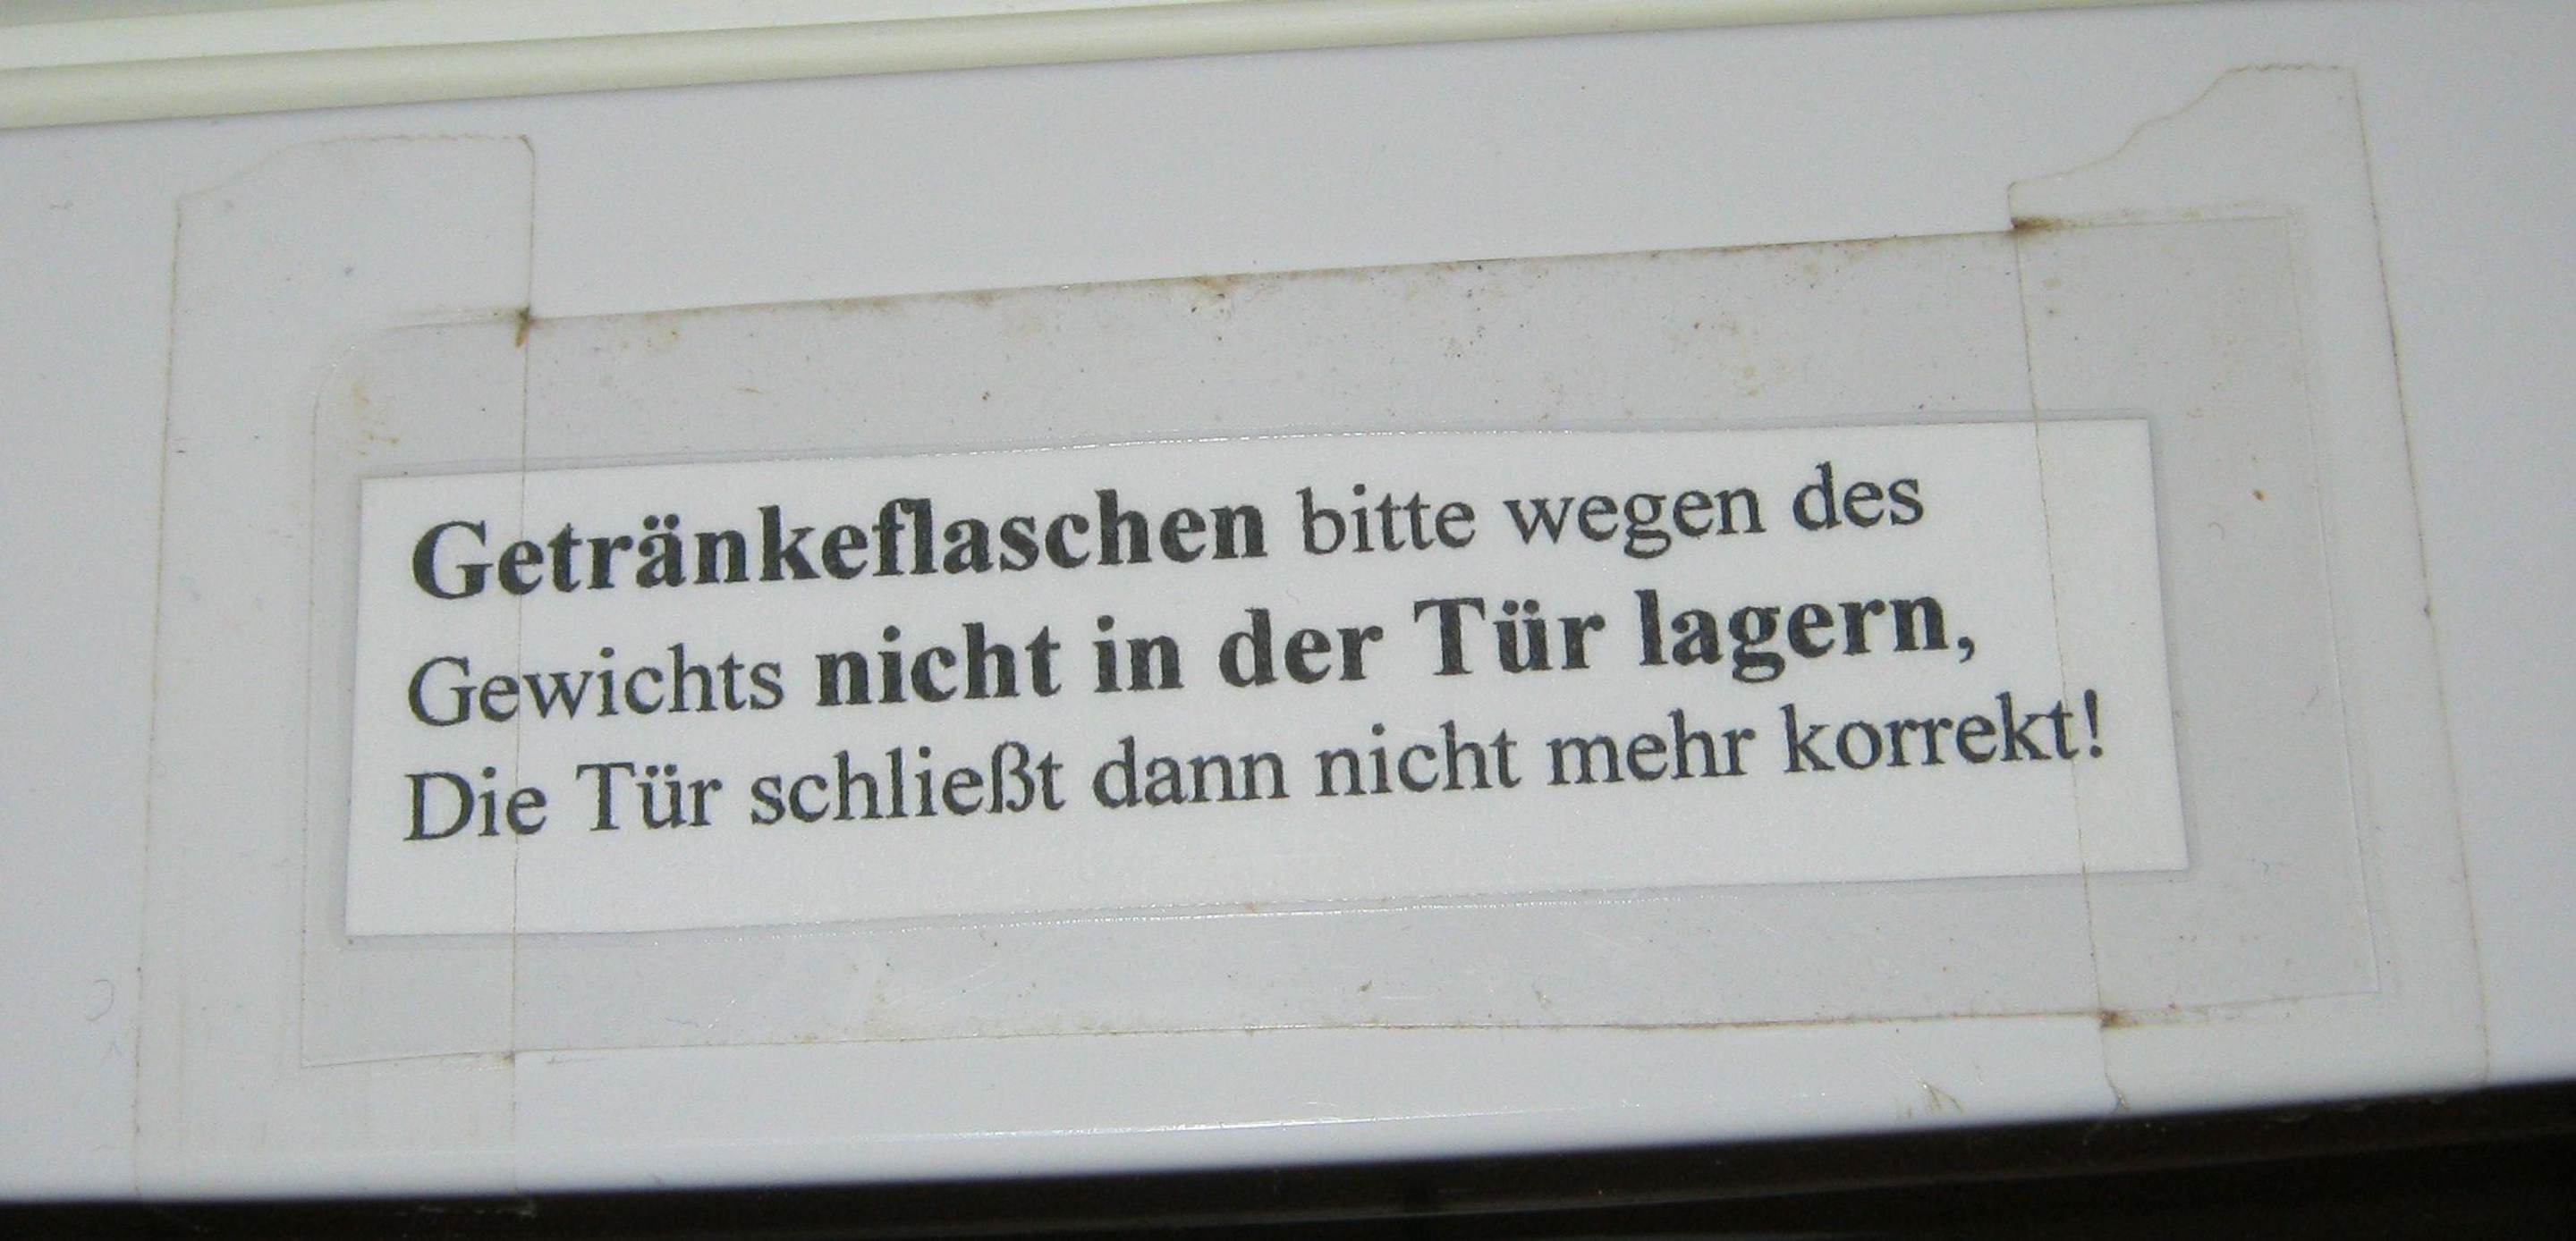 Getränkeflaschen bitte wegen des
Gewichts nicht in der Tür lagern,
Die Tür schließt dann nicht mehr korrekt!